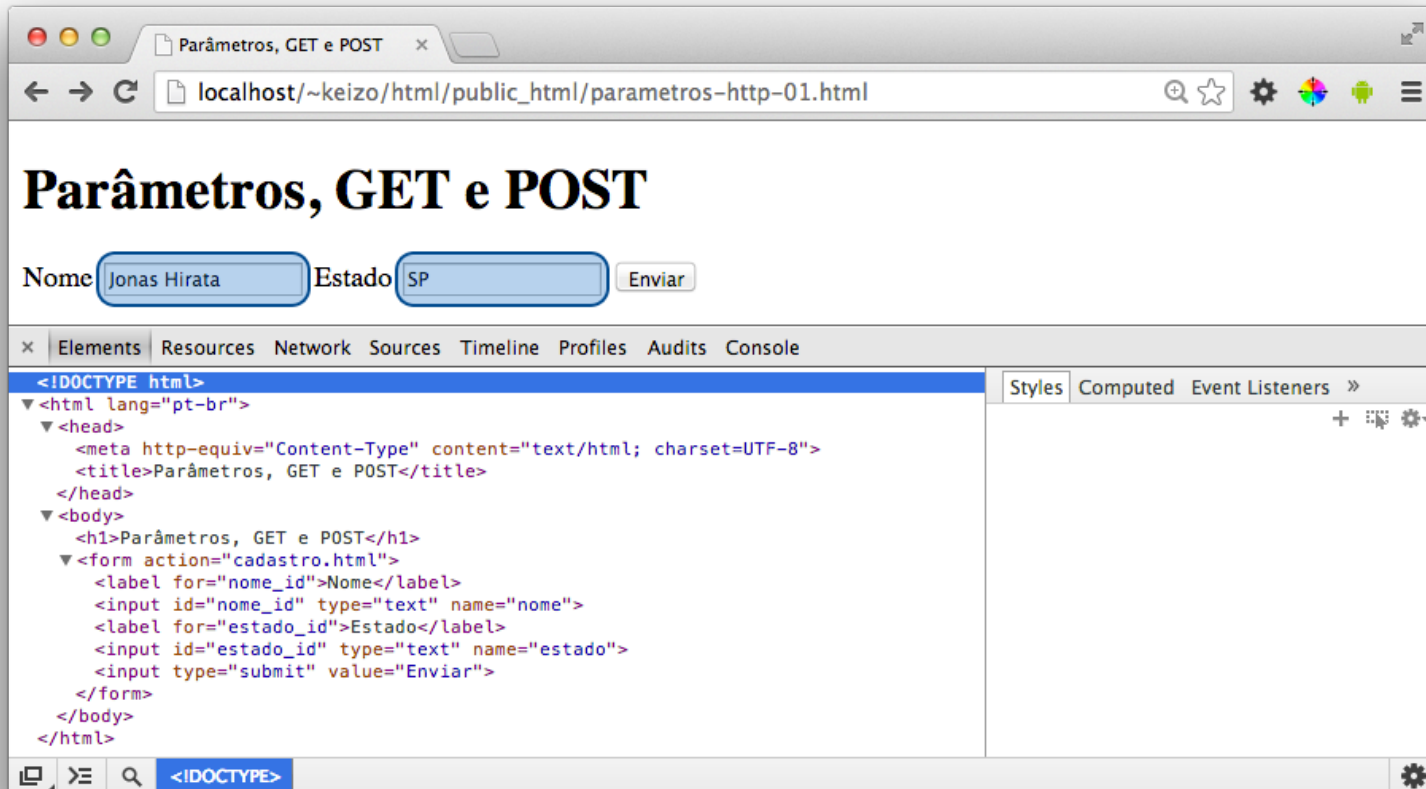 Parâmetros, GET e POST
localhost/~keizo/html/public_html/parametros-http-01.html
Parâmetros, GET e POST
Nome Jonas Hirata Estado SP Enviar
× Elements Resources Network Sources Timeline Profiles Audits Console
<!DOCTYPE html>
<html lang="pt-br">
<head>
<meta http-equiv="Content-Type" content="text/html; charset=UTF-8">
<title>Parâmetros, GET e POST</title>
</head>
<body>
<h1>Parâmetros, GET e POST</h1>
<form action="cadastro.html">
<label for="nome_id">Nome</label>
<input id="nome_id" type="text" name="nome">
<label for="estado_id">Estado</label>
<input id="estado_id" type="text" name="estado">
<input type="submit" value="Enviar">
</form>
</body>
</html>
Styles Computed Event Listeners »
<!DOCTYPE>